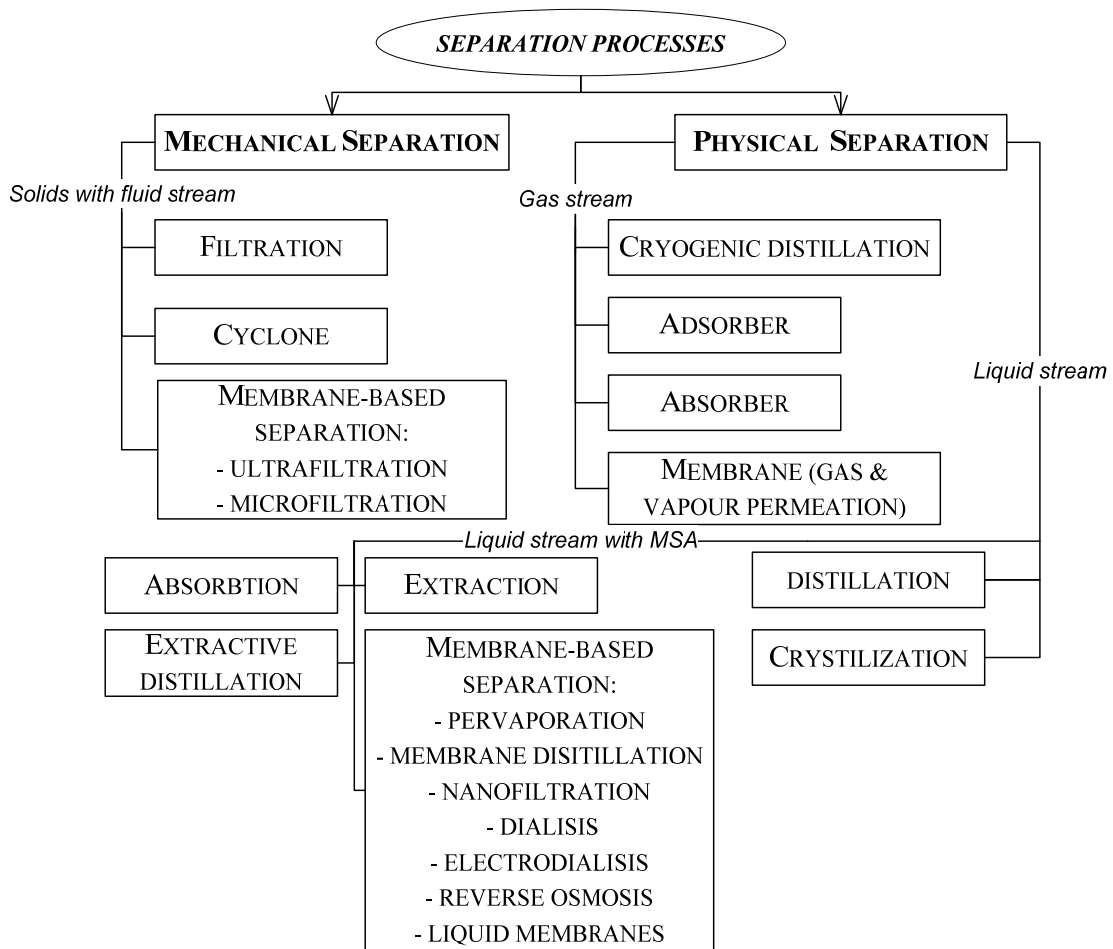 SEPARATION PROCESSES
MECHANICAL SEPARATION
PHYSICAL SEPARATION
Solids with fluid stream
Gas stream
FILTRATION
CRYOGENIC DISTILLATION
CYCLONE
ADSORBER
Liquid stream
MEMBRANE-BASED
SEPARATION:
- ULTRAFILTRATION
- MICROFILTRATION
ABSORBER
MEMBRANE (GAS &
VAPOUR PERMEATION)
Liquid stream with MSA
ABSORBTION
EXTRACTION
DISTILLATION
EXTRACTIVE
DISTILLATION
MEMBRANE-BASED
SEPARATION:
- PERVAPORATION
- MEMBRANE DISITILLATION
- NANOFILTRATION
- DIALISIS
- ELECTRODIALISIS
- REVERSE OSMOSIS
- LIQUID MEMBRANES
CRYSTILIZATION